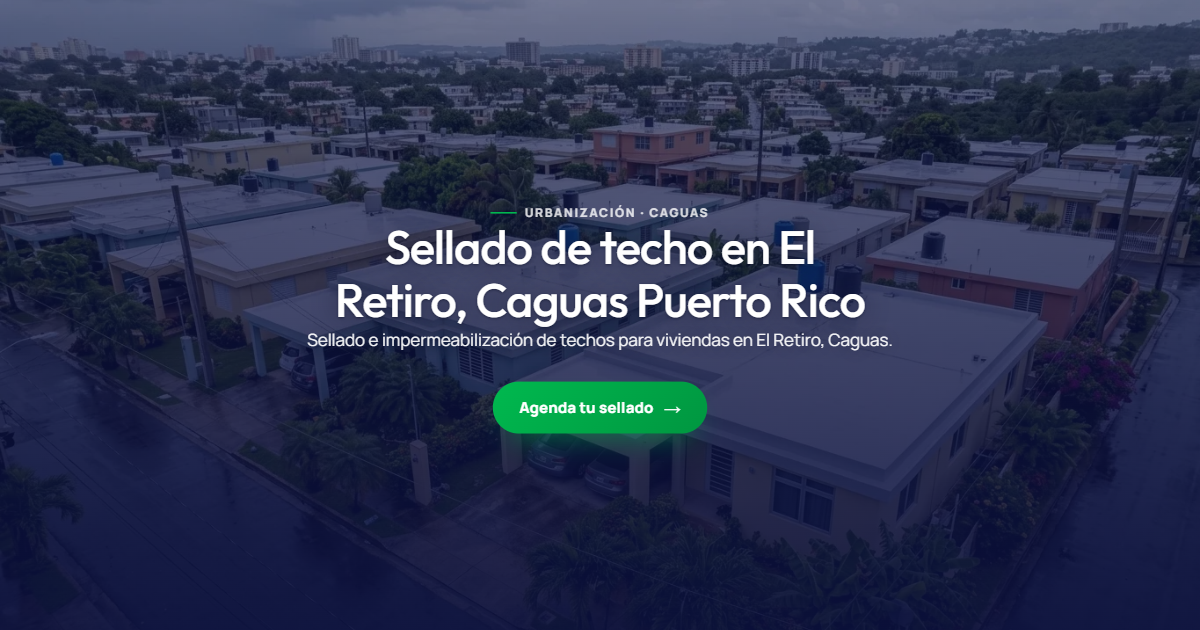 URBANIZACIÓN · CAGUAS
Sellado de techo en El
Retiro, Caguas Puerto Rico
Sellado e impermeabilización de techos para viviendas en El Retiro, Caguas.
Agenda tu sellado →